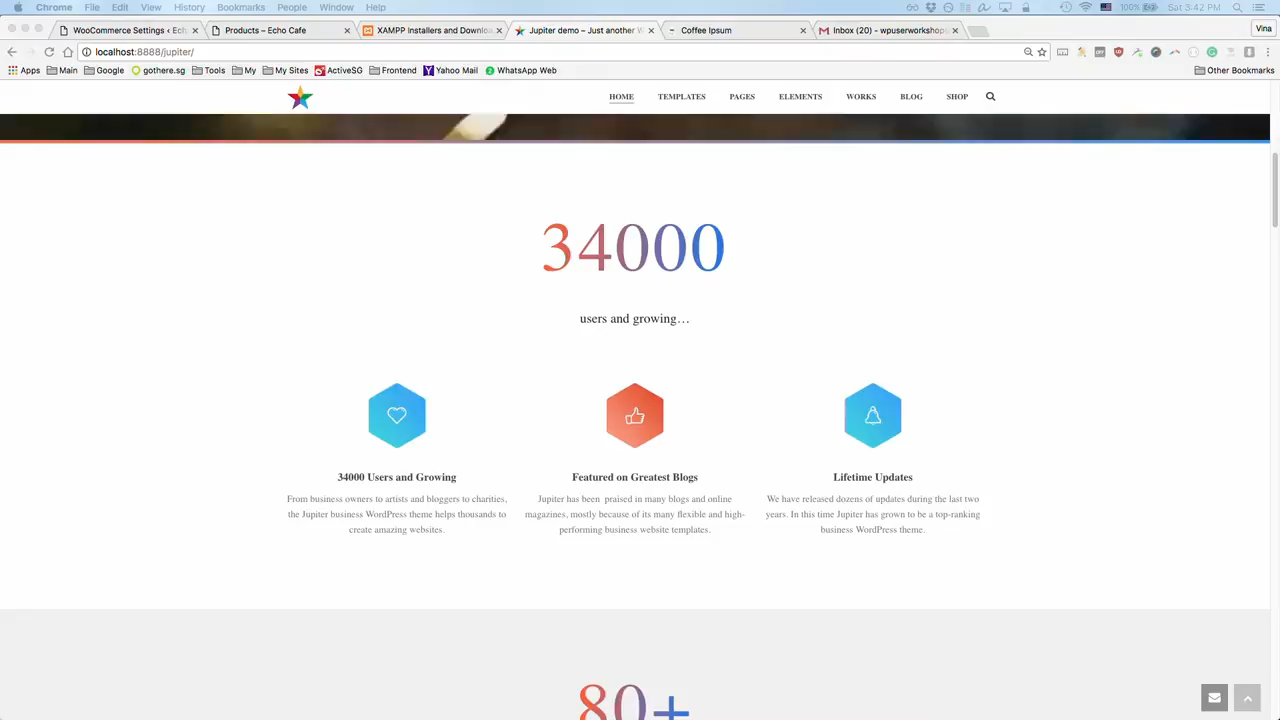 Chrome File Edit View History Bookmarks People Window Help 100% Sat 3:42 PM
WooCommerce Settings ‹ Ech Products – Echo Cafe XAMPP Installers and Downloa Jupiter demo – Just another W Coffee Ipsum Inbox (20) - wpuserworkshops Vina
localhost:8888/jupiter/
Apps Main Google gothere.sg Tools My My Sites ActiveSG Frontend Yahoo Mail WhatsApp Web Other Bookmarks
HOME TEMPLATES PAGES ELEMENTS WORKS BLOG SHOP
34000
users and growing…
34000 Users and Growing
From business owners to artists and bloggers to charities,
the Jupiter business WordPress theme helps thousands to
create amazing websites.
Featured on Greatest Blogs
Jupiter has been praised in many blogs and online
magazines, mostly because of its many flexible and high-
performing business website templates.
Lifetime Updates
We have released dozens of updates during the last two
years. In this time Jupiter has grown to be a top-ranking
business WordPress theme.
80+